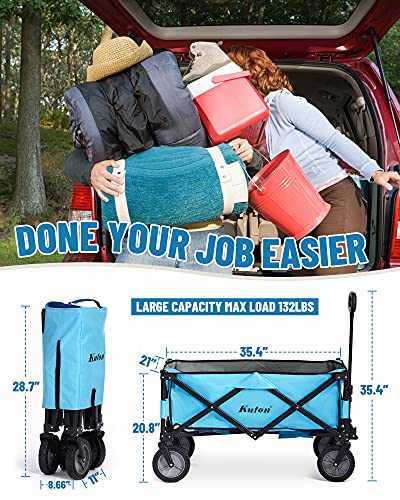 DONE YOUR JOB EASIER
LARGE CAPACITY MAX LOAD 132LBS
35.4"
21"
Kuton
28.7"
Kuton
20.8"
35.4"
8.66"
11"